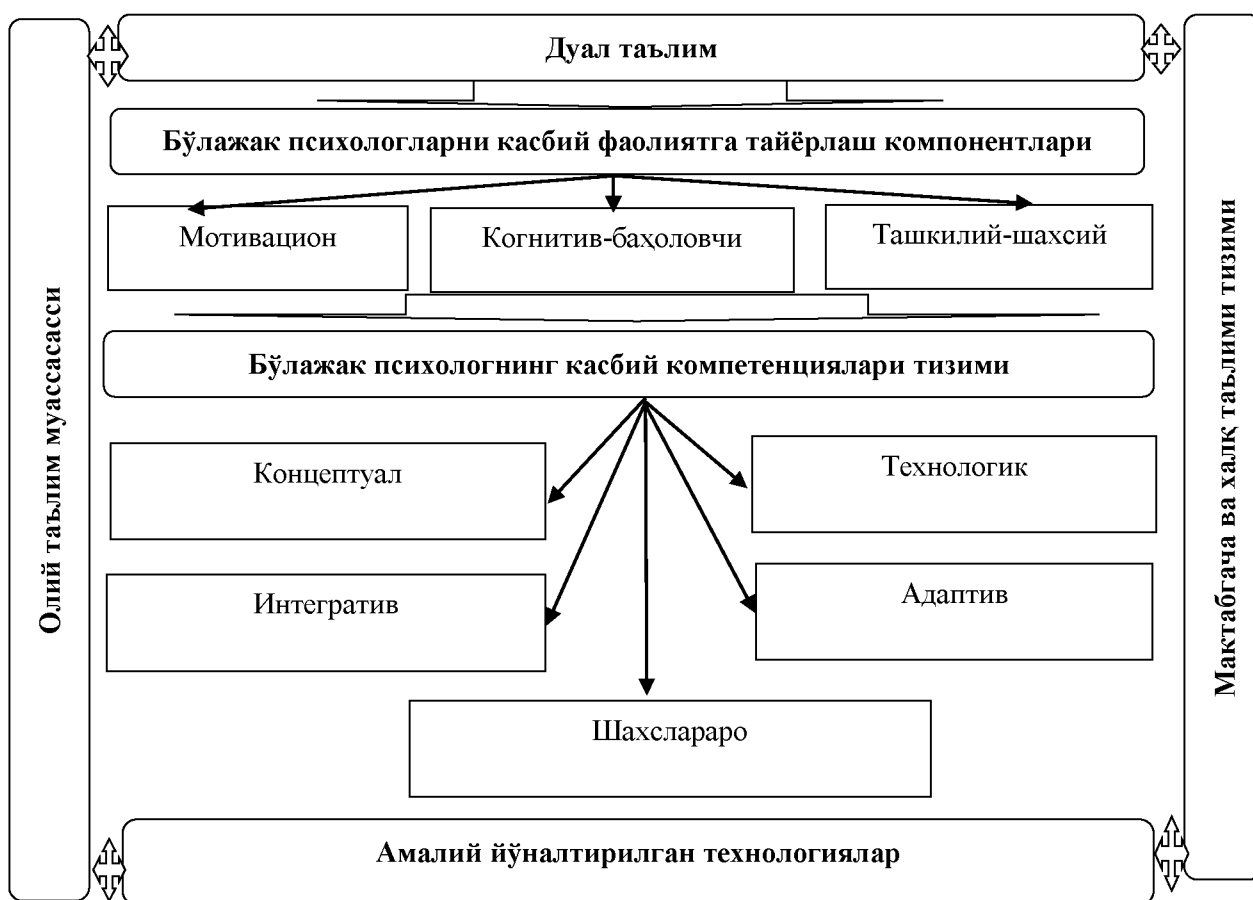 Дуал таълим
Бўлажак психологларни касбий фаолиятга тайёрлаш компонентлари
Мотивацион
Когнитив-баҳоловчи
Ташкилий-шахсий
Бўлажак психологнинг касбий компетенциялари тизими
Концептуал
Технологик
Интегратив
Адаптив
Шахслараро
Амалий йўналтирилган технологиялар
Олий таълим муассасасси
Мактабгача ва халқ таълими тизими